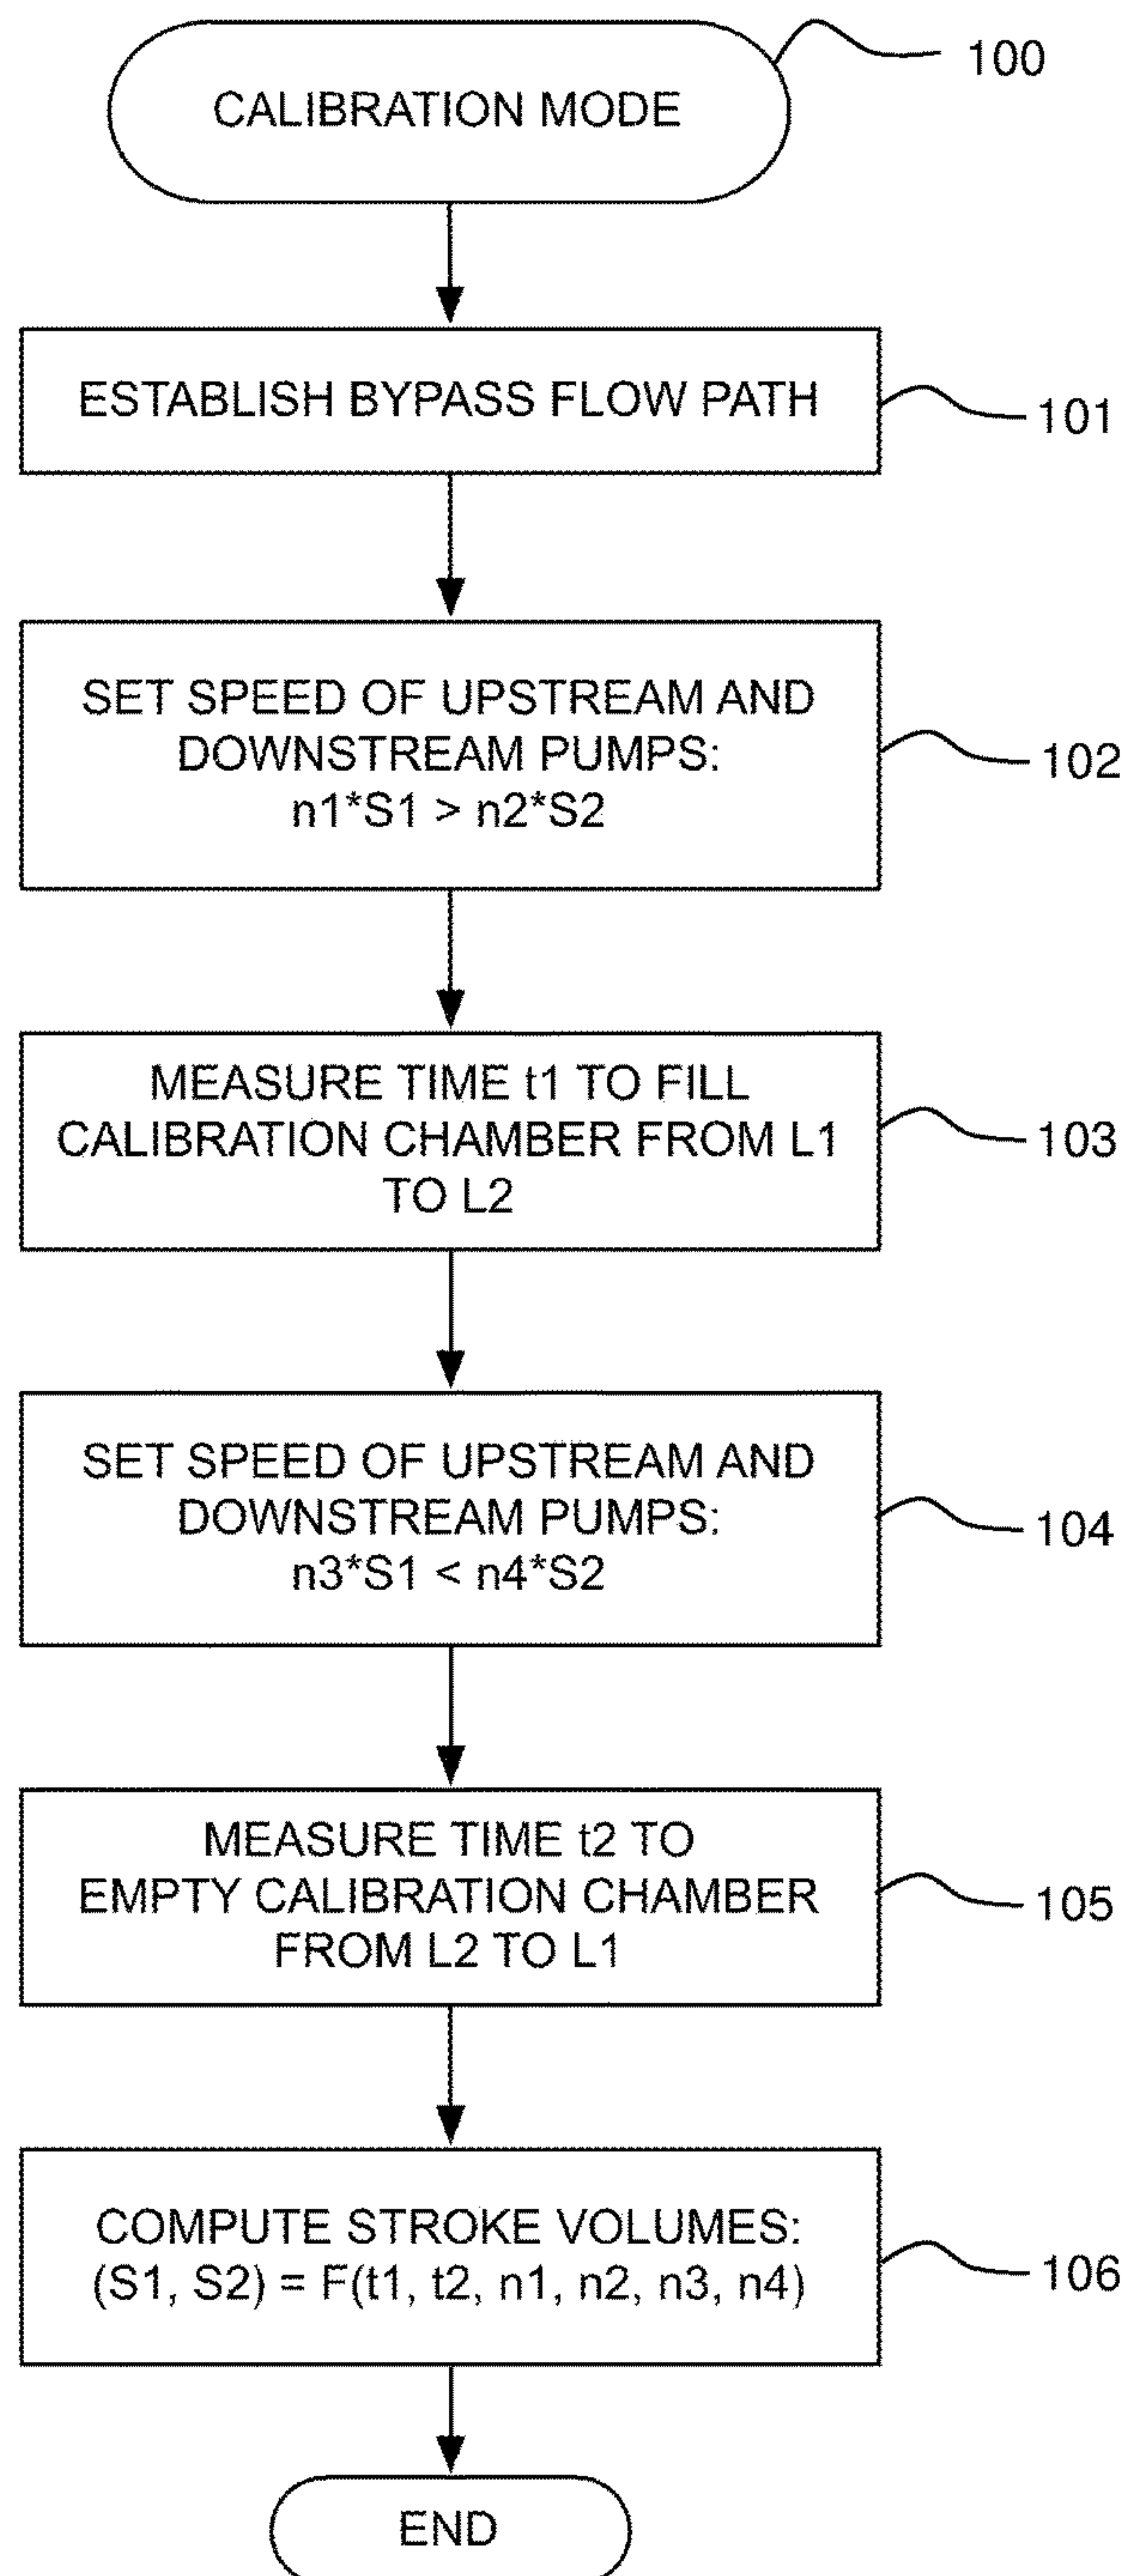 CALIBRATION MODE
100
ESTABLISH BYPASS FLOW PATH
101
SET SPEED OF UPSTREAM AND
DOWNSTREAM PUMPS:
n1*S1 > n2*S2
102
MEASURE TIME t1 TO FILL
CALIBRATION CHAMBER FROM L1
TO L2
103
SET SPEED OF UPSTREAM AND
DOWNSTREAM PUMPS:
n3*S1 < n4*S2
104
MEASURE TIME t2 TO
EMPTY CALIBRATION CHAMBER
FROM L2 TO L1
105
COMPUTE STROKE VOLUMES:
(S1, S2) = F(t1, t2, n1, n2, n3, n4)
106
END